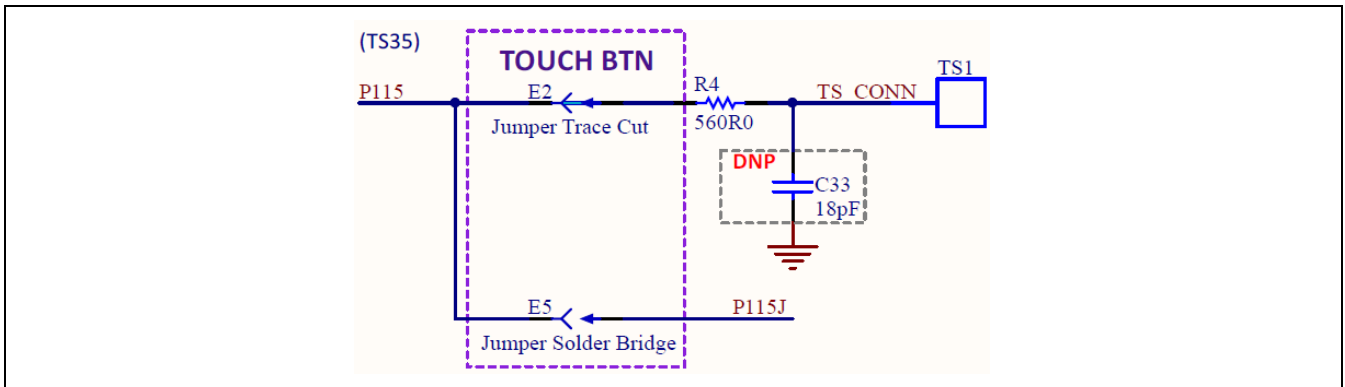 (TS35)
TOUCH BTN
TS1
P115
E2
R4
TS_CONN
Jumper Trace Cut
560R0
DNP
C33
18pF
E5
P115J
Jumper Solder Bridge